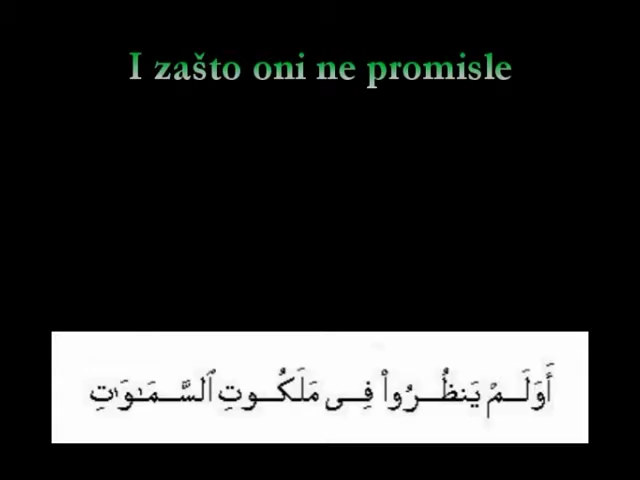 I zašto oni ne promisle
أَوَلَمْ يَنظُرُوا۟ فِى مَلَكُوتِ ٱلسَّمَـٰوَٰتِ